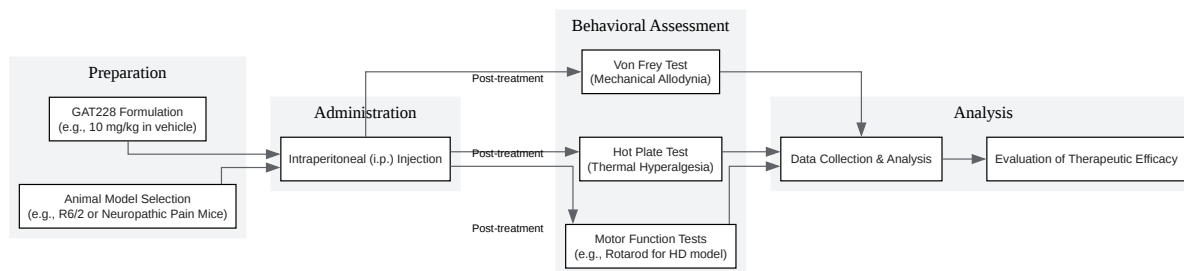 Preparation
GAT228 Formulation
(e.g., 10 mg/kg in vehicle)
Animal Model Selection
(e.g., R6/2 or Neuropathic Pain Mice)
Administration
Intraperitoneal (i.p.) Injection
Post-treatment
Post-treatment
Post-treatment
Behavioral Assessment
Von Frey Test
(Mechanical Allodynia)
Hot Plate Test
(Thermal Hyperalgesia)
Motor Function Tests
(e.g., Rotarod for HD model)
Analysis
Data Collection & Analysis
Evaluation of Therapeutic Efficacy